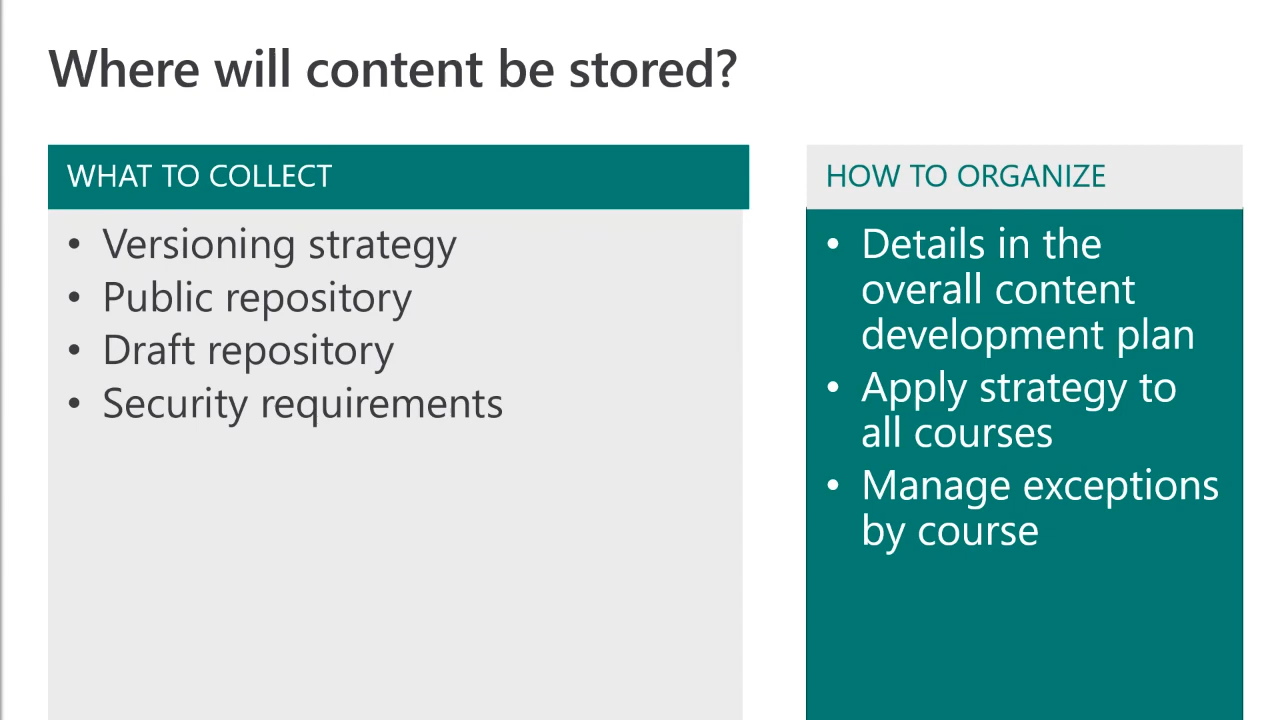 Where will content be stored?
WHAT TO COLLECT
• Versioning strategy
• Public repository
• Draft repository
• Security requirements
HOW TO ORGANIZE
• Details in the
overall content
development plan
• Apply strategy to
all courses
• Manage exceptions
by course